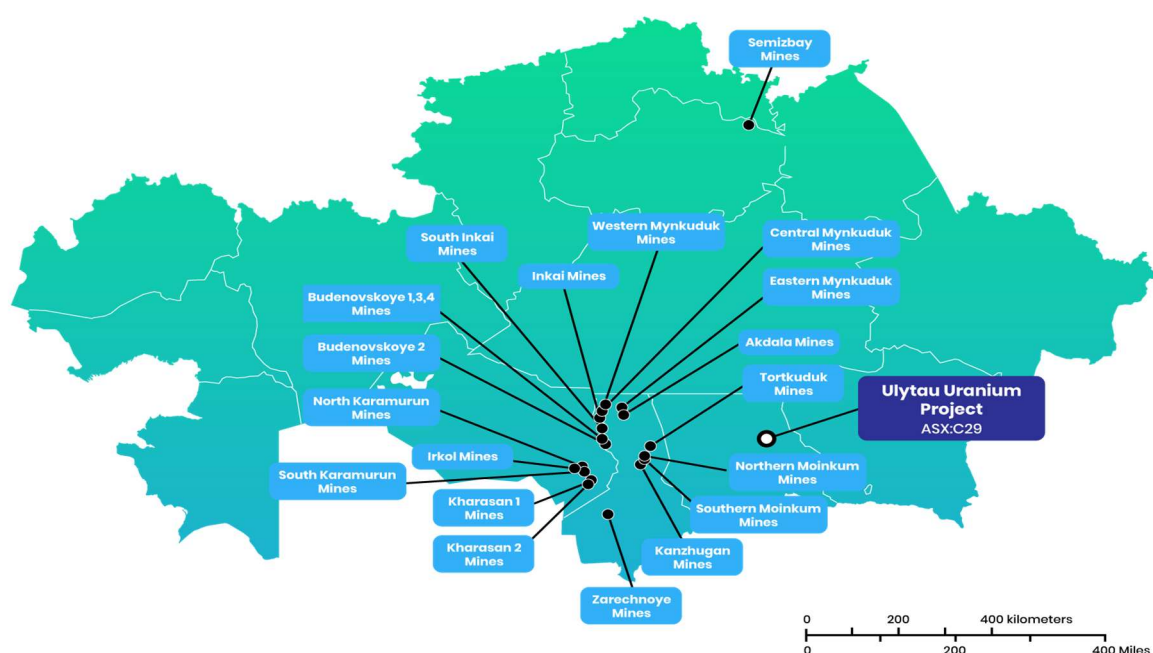 Semizbay
Mines
Western Mynkuduk
Mines
Central Mynkuduk
Mines
South Inkai
Mines
Inkai Mines
Eastern Mynkuduk
Mines
Budenovskoye 1,3,4
Mines
Akdala Mines
Budenovskoye 2
Mines
Tortkuduk
Mines
Ulytau Uranium
Project
ASX:C29
North Karamurun
Mines
Irkol Mines
Northern Moinkum
Mines
South Karamurun
Mines
Kharasan 1
Mines
Southern Moinkum
Mines
Kharasan 2
Mines
Kanzhugan
Mines
Zarechnoye
Mines
0 200 400 kilometers
0 200 400 Miles